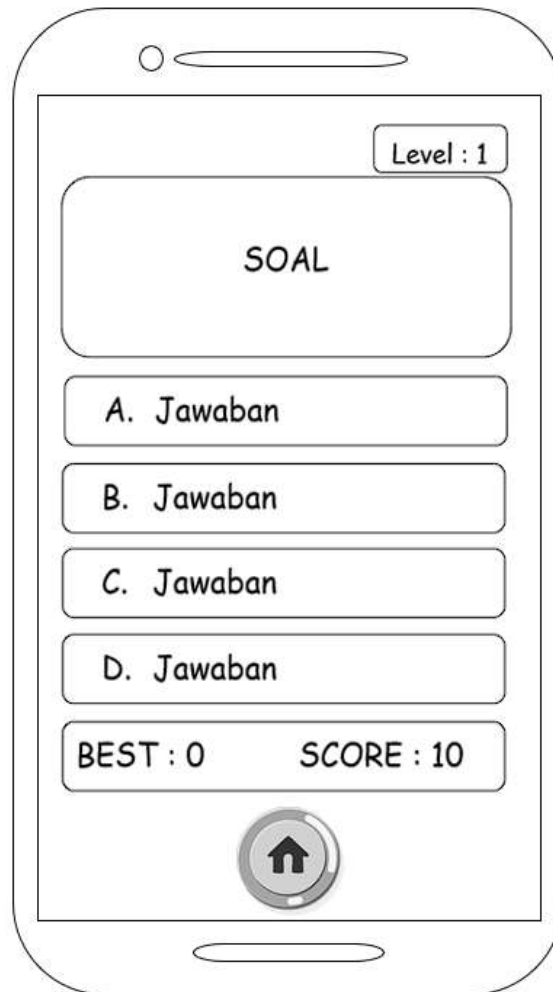 Level : 1
SOAL
A. Jawaban
B. Jawaban
C. Jawaban
D. Jawaban
BEST : 0 SCORE : 10